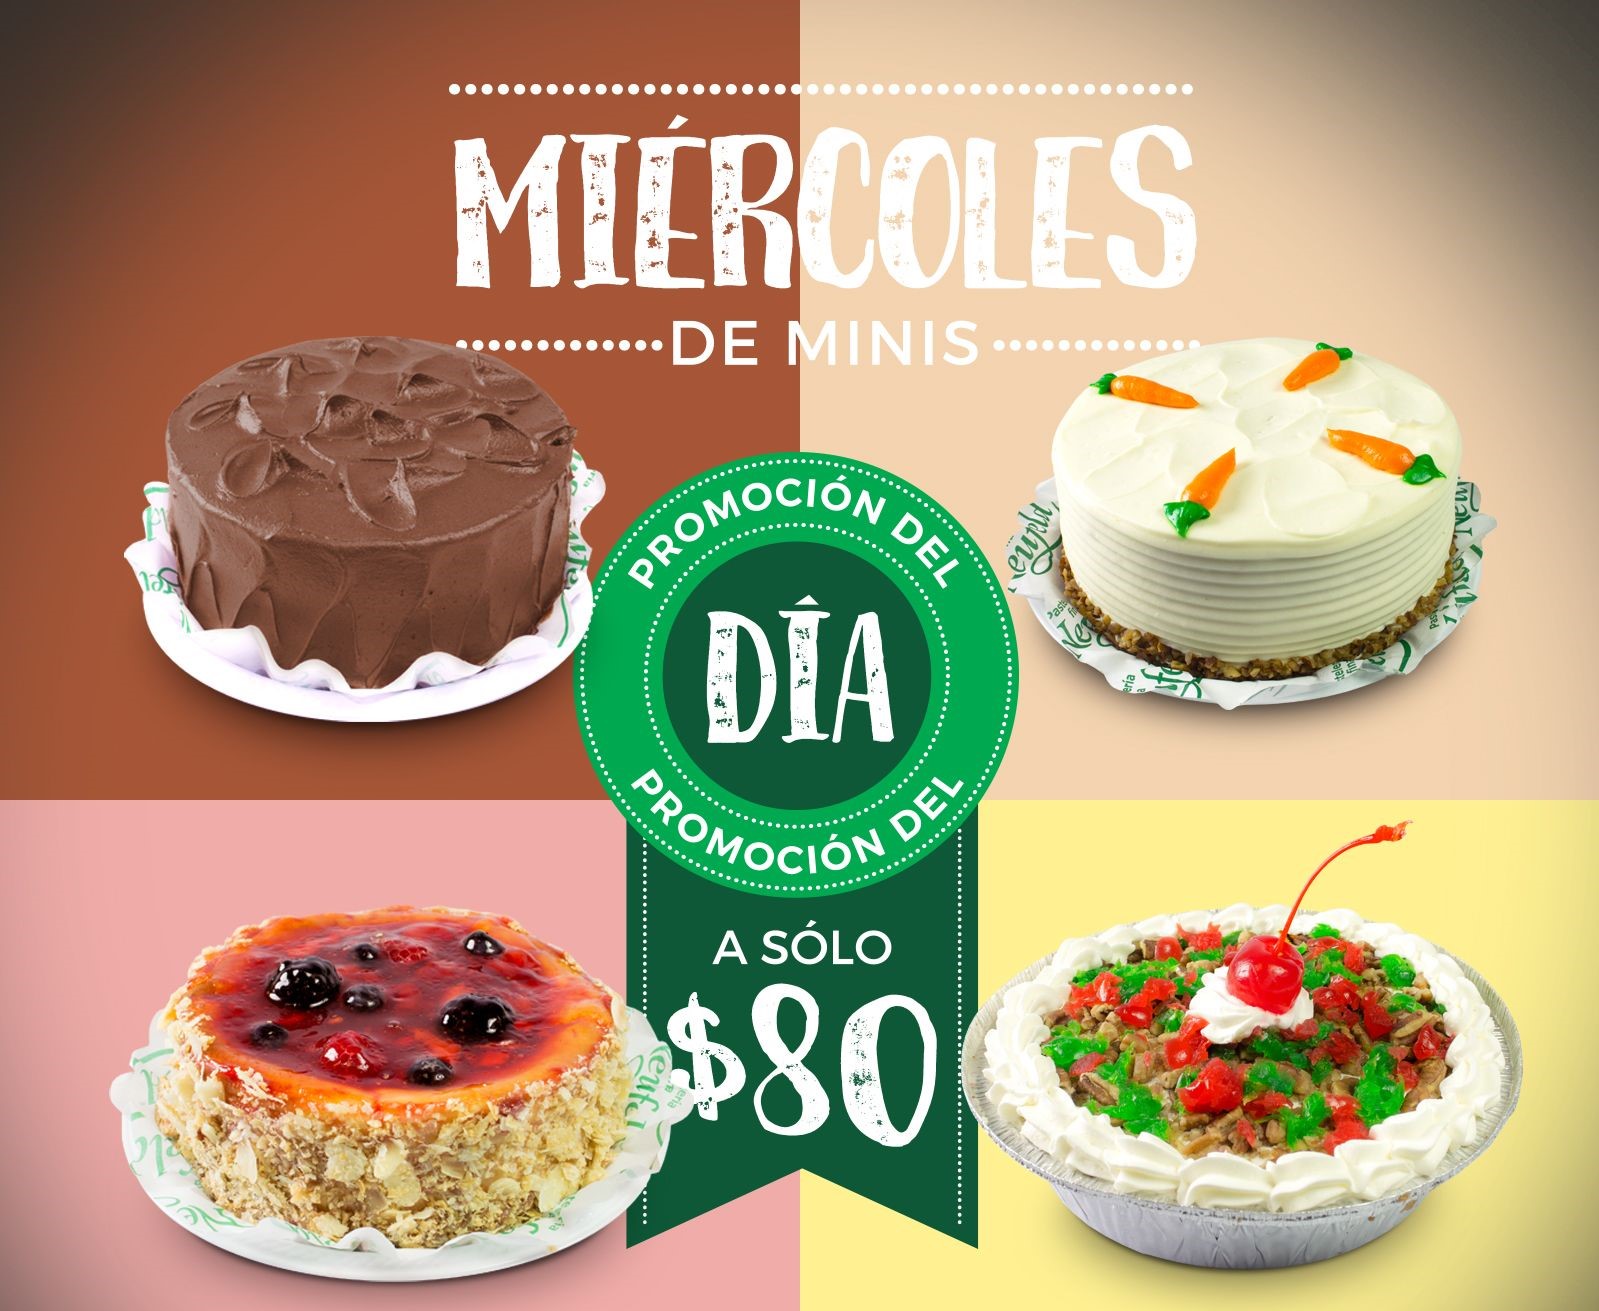 MIÉRCOLES
DE MINIS
PROMOCIÓN DEL
DÍA
PROMOCIÓN DEL
A SÓLO
$80